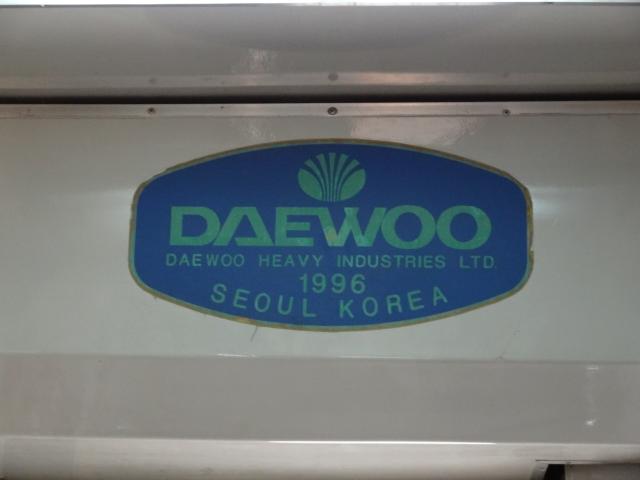 DAEWOO
DAEWOO HEAVY INDUSTRIES LTD.
1996
SEOUL KOREA